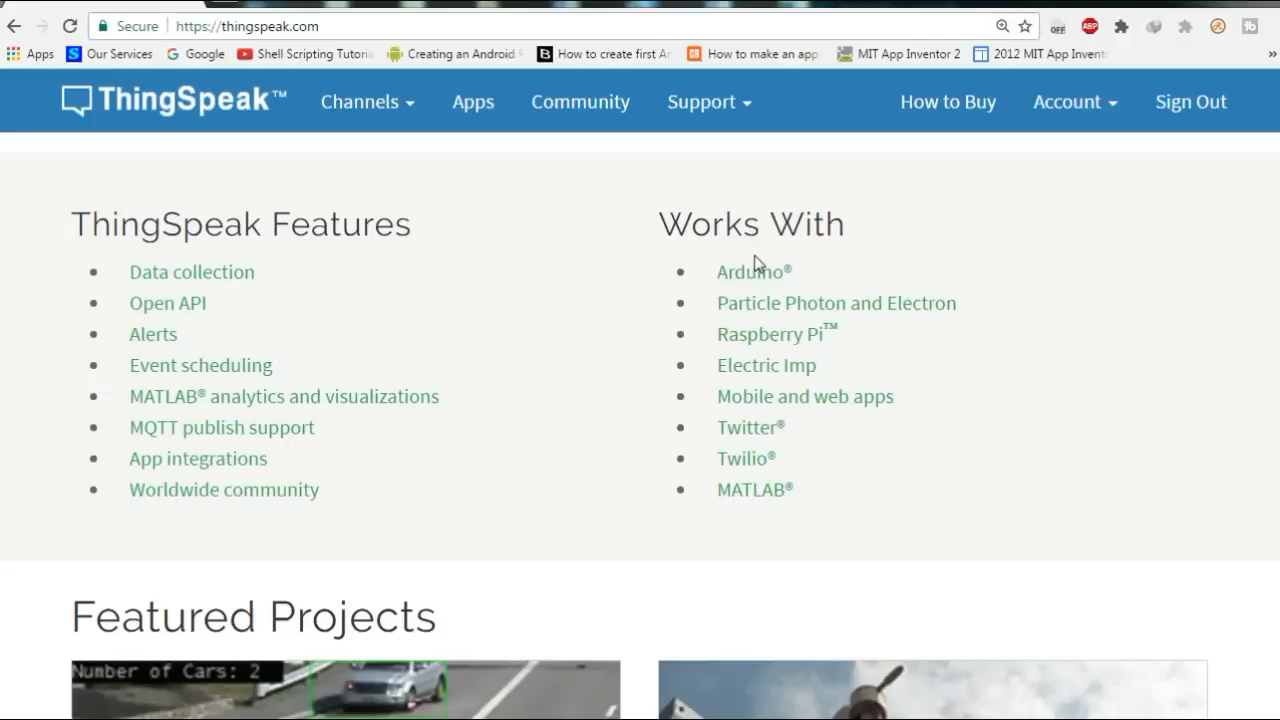 Secure https://thingspeak.com
OFF ABP
Apps Our Services Google Shell Scripting Tutoria Creating an Android S How to create first An How to make an app MIT App Inventor 2 2012 MIT App Invento »
ThingSpeak™ Channels Apps Community Support How to Buy Account Sign Out
ThingSpeak Features
Data collection
Open API
Alerts
Event scheduling
MATLAB® analytics and visualizations
MQTT publish support
App integrations
Worldwide community
Works With
Arduino®
Particle Photon and Electron
Raspberry Pi™
Electric Imp
Mobile and web apps
Twitter®
Twilio®
MATLAB®
Featured Projects
Number of Cars: 2